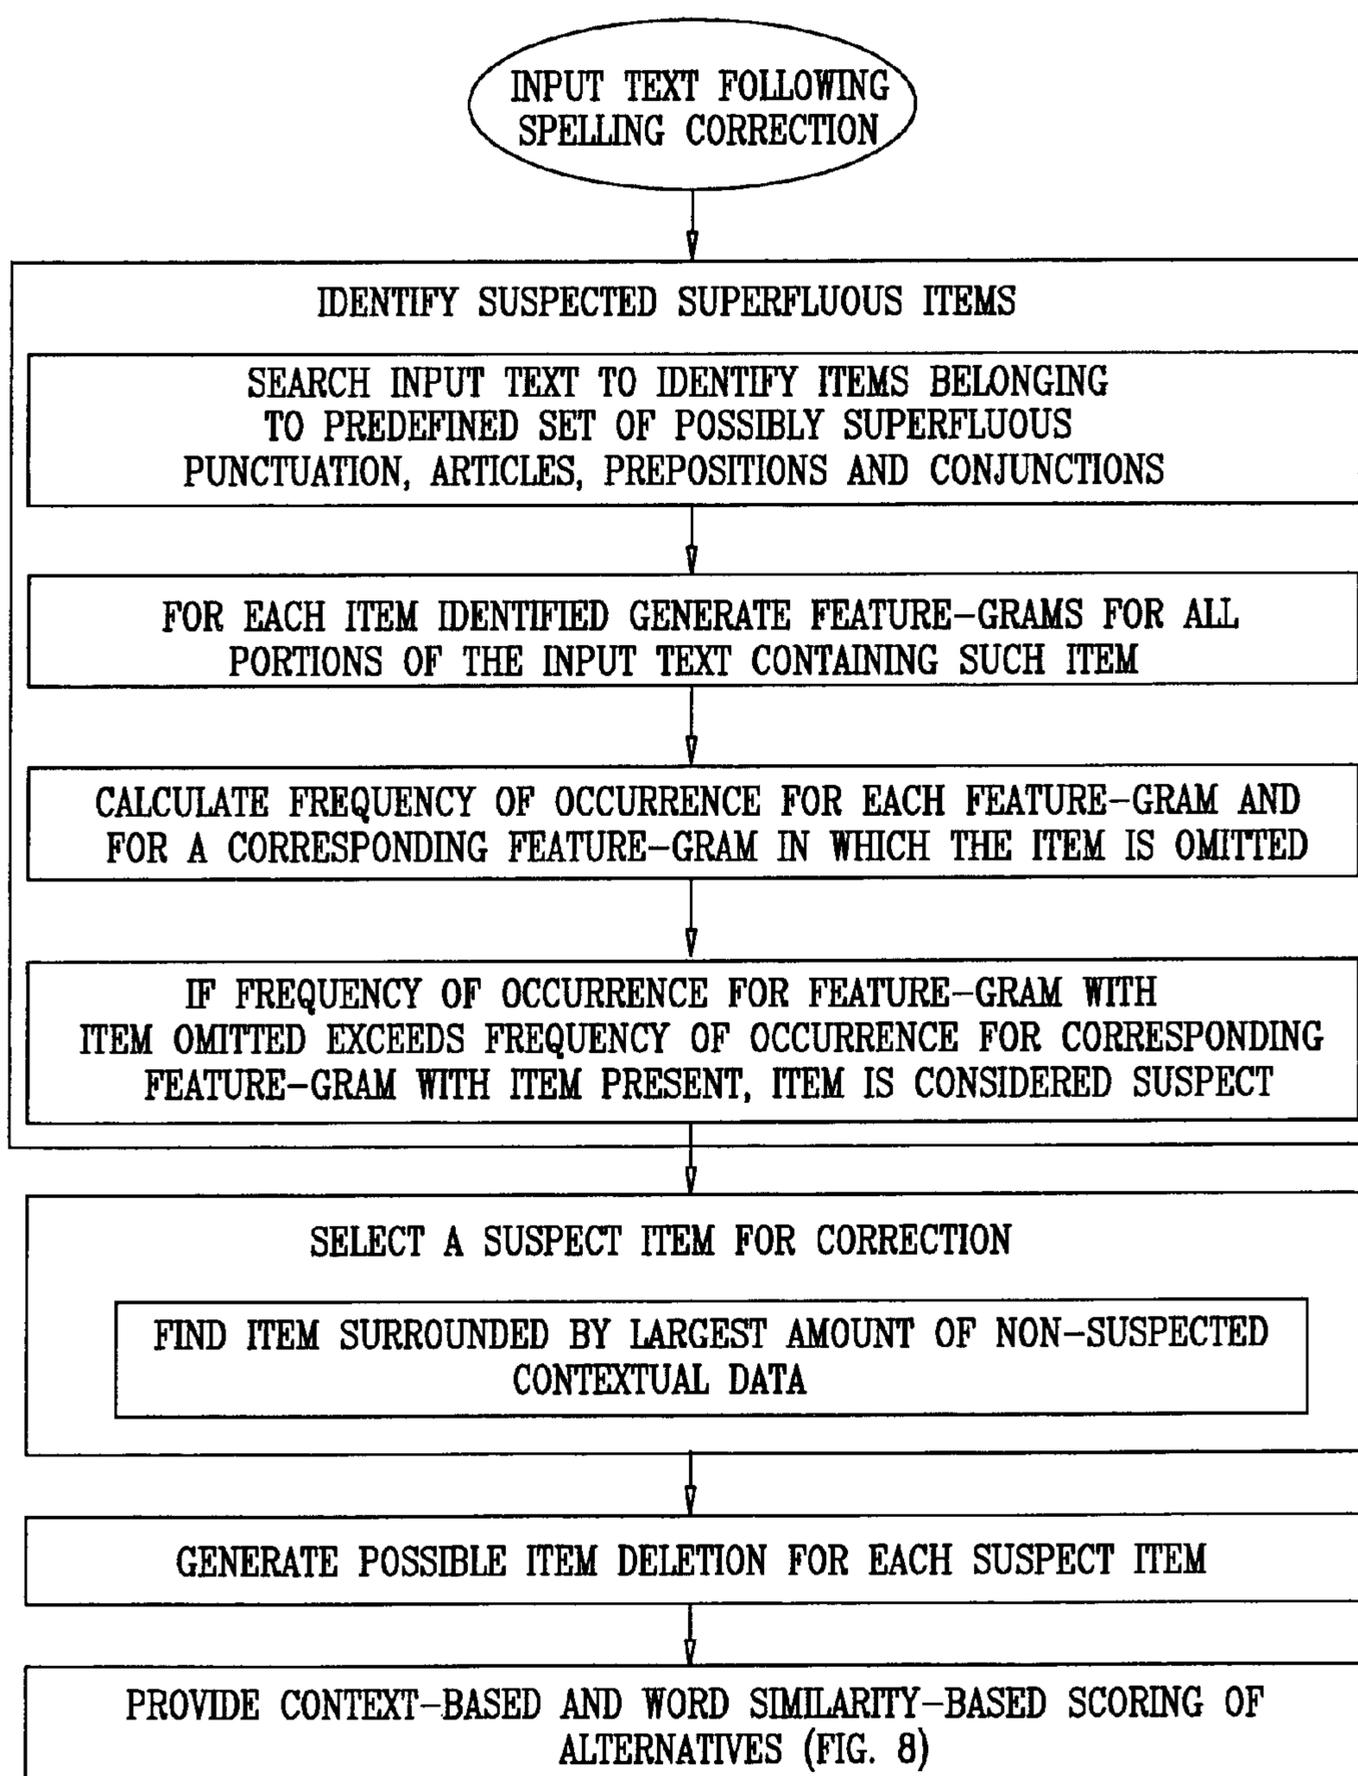 INPUT TEXT FOLLOWING
SPELLING CORRECTION
IDENTIFY SUSPECTED SUPERFLUOUS ITEMS
SEARCH INPUT TEXT TO IDENTIFY ITEMS BELONGING
TO PREDEFINED SET OF POSSIBLY SUPERFLUOUS
PUNCTUATION, ARTICLES, PREPOSITIONS AND CONJUNCTIONS
FOR EACH ITEM IDENTIFIED GENERATE FEATURE-GRAMS FOR ALL
PORTIONS OF THE INPUT TEXT CONTAINING SUCH ITEM
CALCULATE FREQUENCY OF OCCURRENCE FOR EACH FEATURE-GRAM AND
FOR A CORRESPONDING FEATURE-GRAM IN WHICH THE ITEM IS OMITTED
IF FREQUENCY OF OCCURRENCE FOR FEATURE-GRAM WITH
ITEM OMITTED EXCEEDS FREQUENCY OF OCCURRENCE FOR CORRESPONDING
FEATURE-GRAM WITH ITEM PRESENT, ITEM IS CONSIDERED SUSPECT
SELECT A SUSPECT ITEM FOR CORRECTION
FIND ITEM SURROUNDED BY LARGEST AMOUNT OF NON-SUSPECTED
CONTEXTUAL DATA
GENERATE POSSIBLE ITEM DELETION FOR EACH SUSPECT ITEM
PROVIDE CONTEXT-BASED AND WORD SIMILARITY-BASED SCORING OF
ALTERNATIVES (FIG. 8)